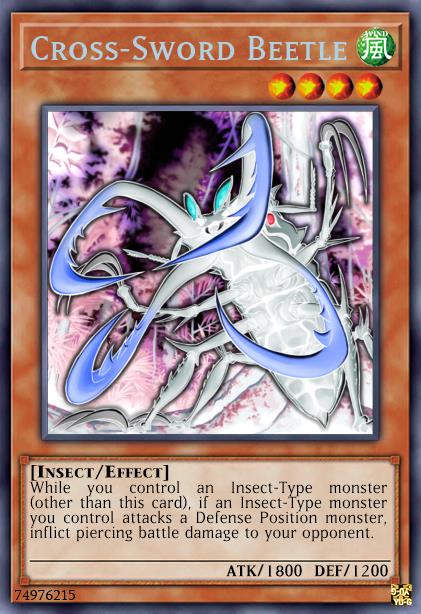 CROSS-SWORD BEETLE
WIND
風
[INSECT/EFFECT]
While you control an Insect-Type monster
(other than this card), if an Insect-Type monster
you control attacks a Defense Position monster,
inflict piercing battle damage to your opponent.
ATK/1800 DEF/1200
74976215